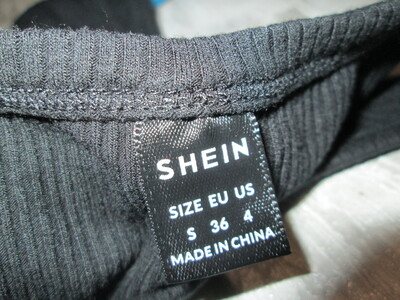 SHEIN
SIZE EU US
S 36 4
MADE IN CHINA